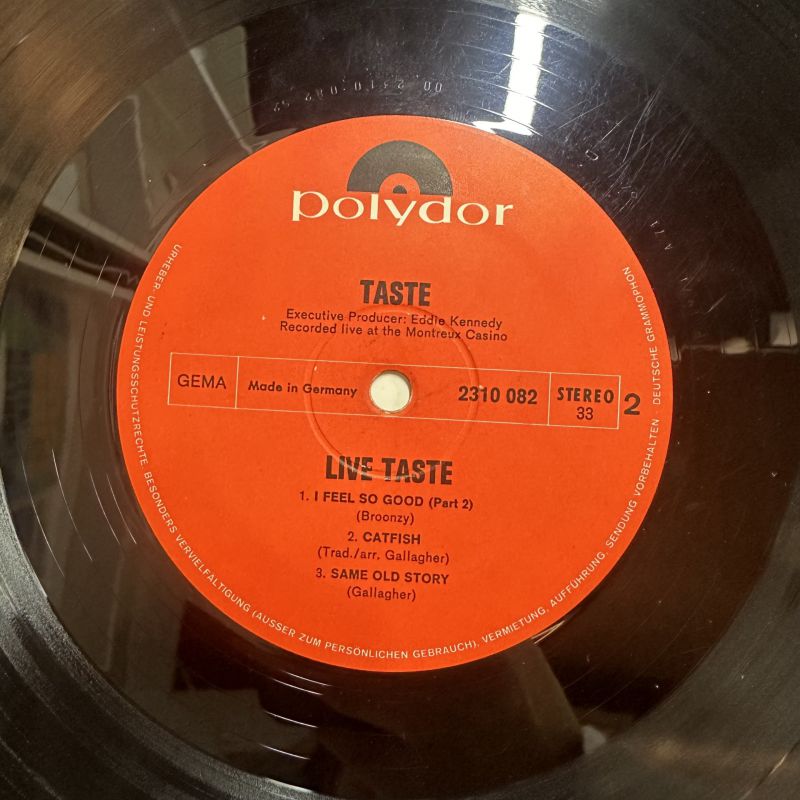 polydor
TASTE
Executive Producer: Eddie Kennedy
Recorded live at the Montreux Casino
GEMA
Made in Germany
2310 082
STEREO
33
2
LIVE TASTE
1. I FEEL SO GOOD (Part 2)
(Broonzy)
2. CATFISH
(Trad./arr. Gallagher)
3. SAME OLD STORY
(Gallagher)
URHEBER- UND LEISTUNGSSCHUTZRECHTE. BESONDERS VERVIELFÄLTIGUNG (AUSSER ZUM PERSÖNLICHEN GEBRAUCH), VERMIETUNG, AUFFÜHRUNG, SENDUNG VORBEHALTEN · DEUTSCHE GRAMMOPHON